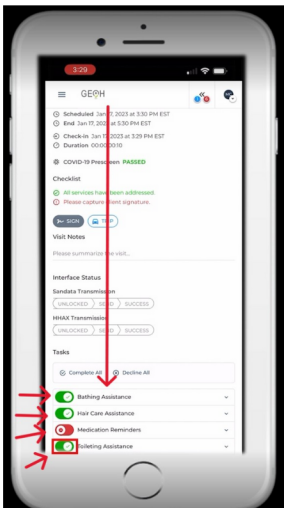 3:29
GEOH
Scheduled Jan 17, 2023 at 3:30 PM EST
End Jan 17, 2023 at 5:30 PM EST
Check-in Jan 17, 2023 at 3:29 PM EST
Duration 00:00:10
COVID-19 Prescreen PASSED
Checklist
All services have been addressed.
Please capture client signature.
SIGN
Visit Notes
Please summarize the visit...
Interface Status
Sandata Transmission
UNLOCKED SEND SUCCESS
HHAX Transmission
UNLOCKED SEND SUCCESS
Tasks
Complete All Decline All
Bathing Assistance
Hair Care Assistance
Medication Reminders
Toileting Assistance